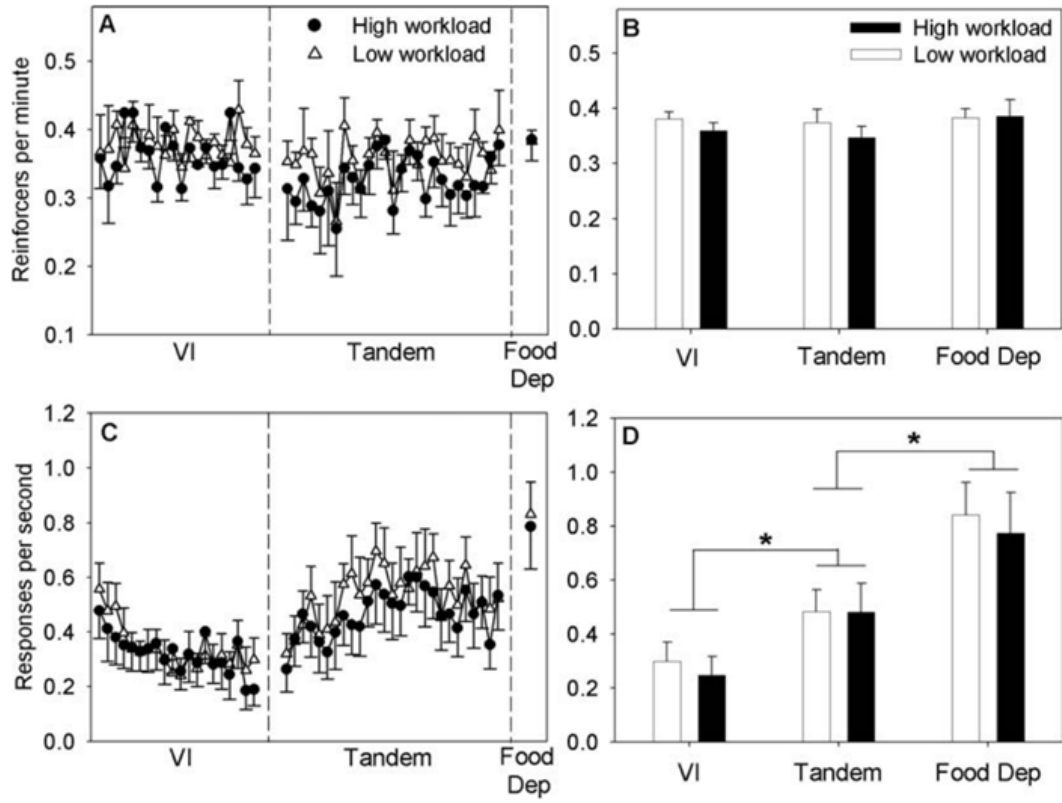 A
High workload
Low workload
Reinforcers per minute
0.5
0.4
0.3
0.2
0.1
VI
Tandem
Food
Dep
B
High workload
Low workload
0.5
0.4
0.3
0.2
0.1
0.0
VI
Tandem
Food Dep
C
Responses per second
1.2
1.0
0.8
0.6
0.4
0.2
0.0
VI
Tandem
Food
Dep
D
*
*
1.2
1.0
0.8
0.6
0.4
0.2
0.0
VI
Tandem
Food Dep